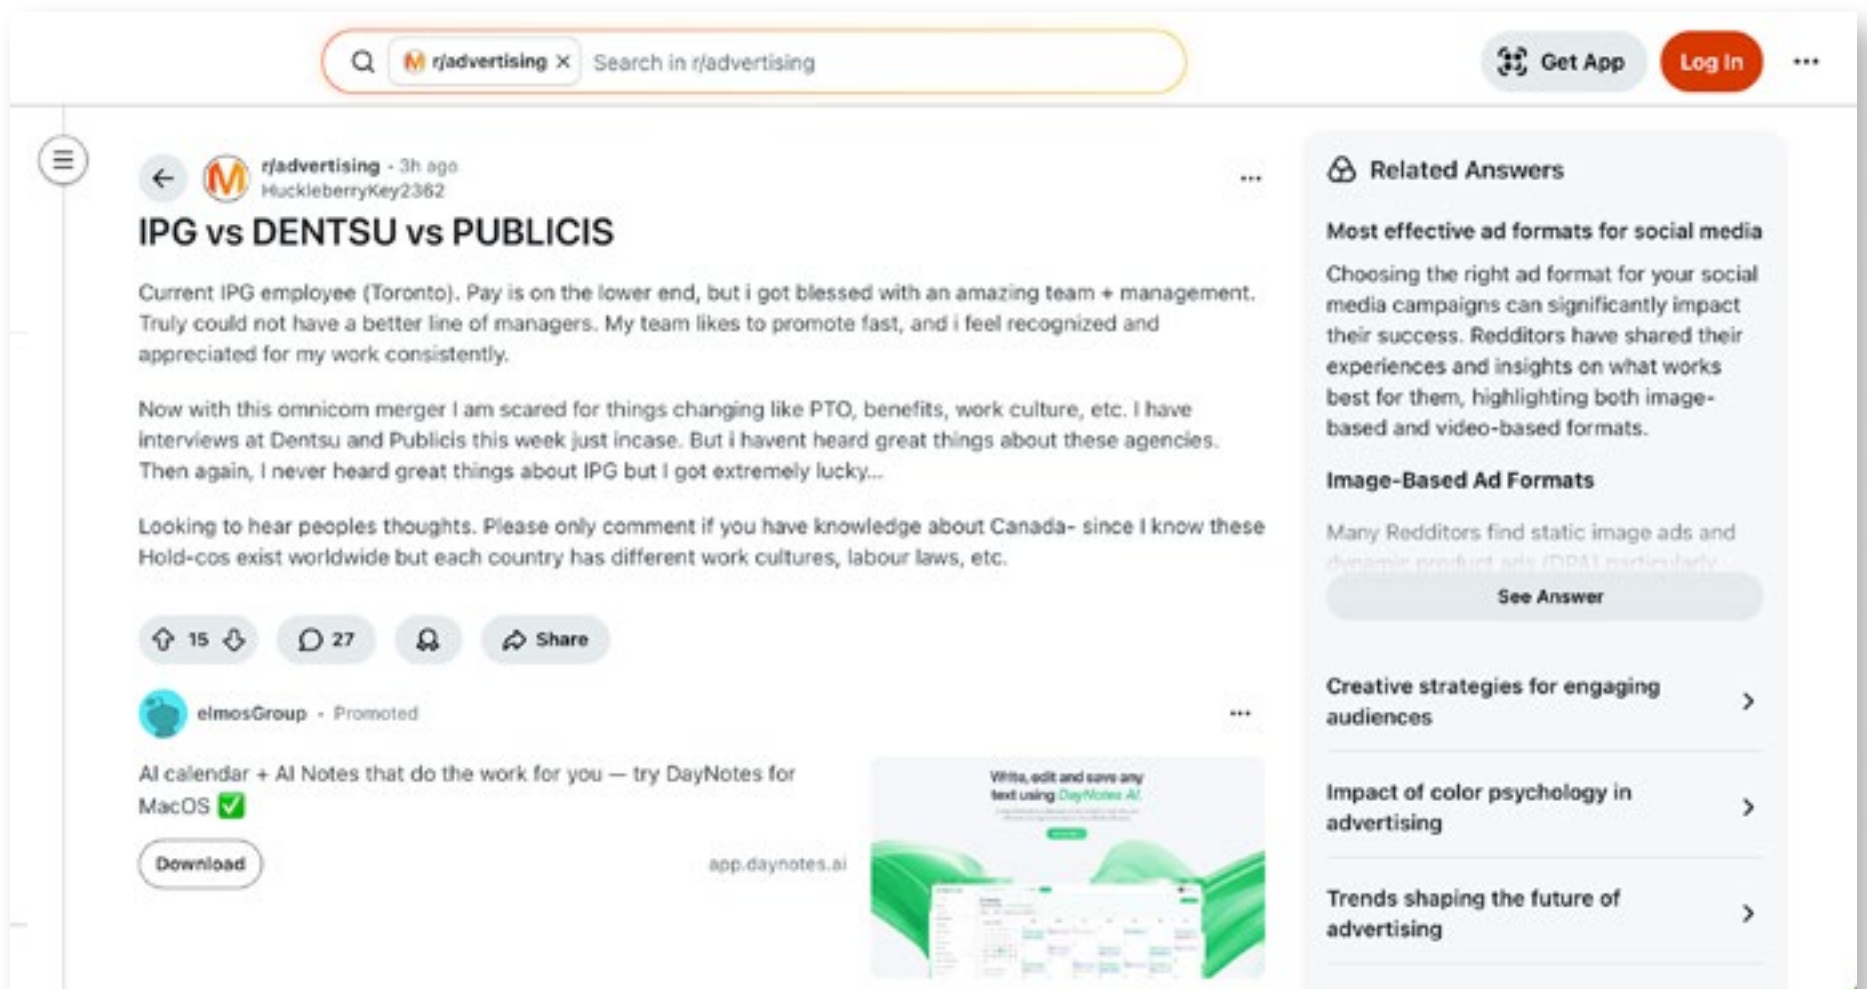 r/advertising
Search in r/advertising
Get App
Log In
r/advertising · 3h ago
HuckleberryKey2362
IPG vs DENTSU vs PUBLICIS
Current IPG employee (Toronto). Pay is on the lower end, but i got blessed with an amazing team + management.
Truly could not have a better line of managers. My team likes to promote fast, and i feel recognized and
appreciated for my work consistently.
Now with this omnicom merger I am scared for things changing like PTO, benefits, work culture, etc. I have
interviews at Dentsu and Publicis this week just incase. But i havent heard great things about these agencies.
Then again, I never heard great things about IPG but I got extremely lucky...
Looking to hear peoples thoughts. Please only comment if you have knowledge about Canada- since I know these
Hold-cos exist worldwide but each country has different work cultures, labour laws, etc.
15
27
Share
elmosGroup · Promoted
AI calendar + AI Notes that do the work for you — try DayNotes for
MacOS ✅
Download
app.daynotes.ai
Write, edit and save any
text using DayNotes AI.
Related Answers
Most effective ad formats for social media
Choosing the right ad format for your social
media campaigns can significantly impact
their success. Redditors have shared their
experiences and insights on what works
best for them, highlighting both image-
based and video-based formats.
Image-Based Ad Formats
Many Redditors find static image ads and
dynamic product ads (DPA) particularly
See Answer
Creative strategies for engaging
audiences
Impact of color psychology in
advertising
Trends shaping the future of
advertising